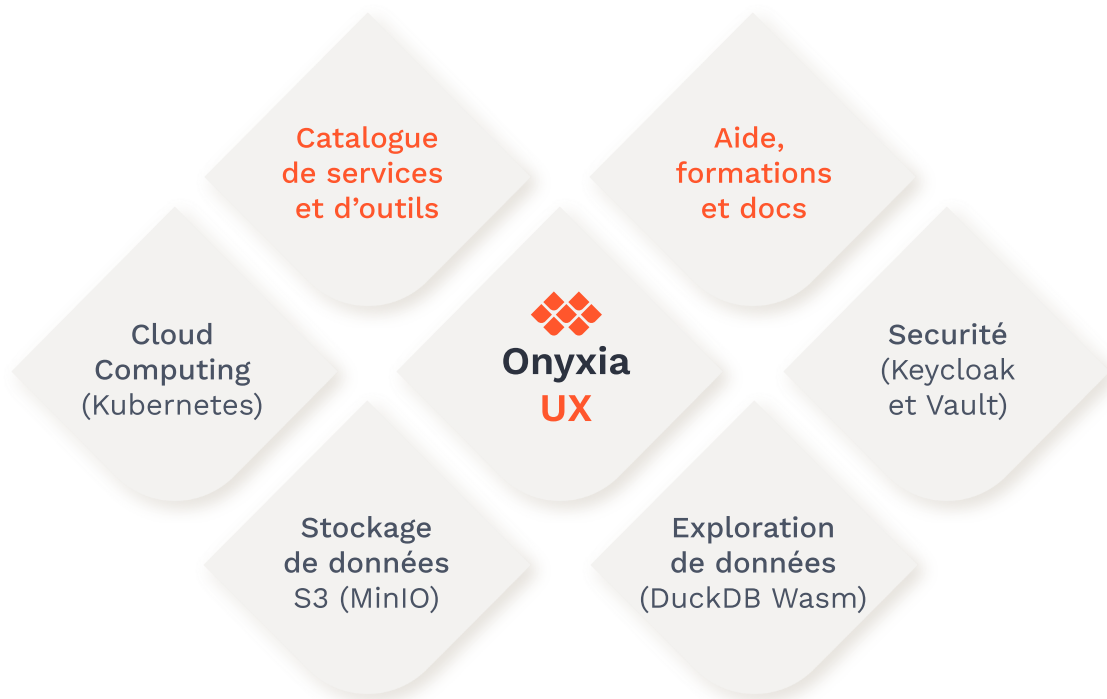 Catalogue
de services
et d’outils
Aide,
formations
et docs
Cloud
Computing
(Kubernetes)
Onyxia
UX
Securité
(Keycloak
et Vault)
Stockage
de données
S3 (MinIO)
Exploration
de données
(DuckDB Wasm)